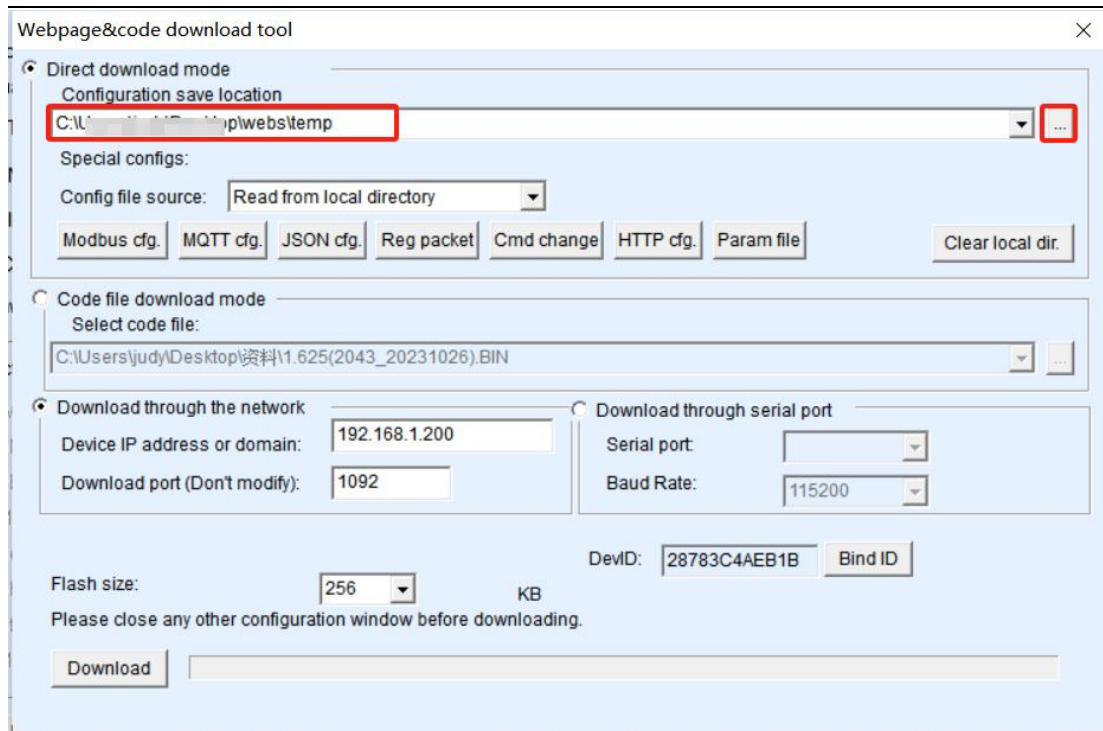 Webpage&code download tool
Direct download mode
Configuration save location
C:\ \webs\temp
...
Special configs:
Config file source: Read from local directory
Modbus cfg. MQTT cfg. JSON cfg. Reg packet Cmd change HTTP cfg. Param file Clear local dir.
Code file download mode
Select code file:
C:\Users\judy\Desktop\资料\1.625(2043_20231026).BIN
...
Download through the network
Download through serial port
Device IP address or domain: 192.168.1.200
Serial port:
Download port (Don't modify): 1092
Baud Rate: 115200
DevID: 28783C4AEB1B Bind ID
Flash size: 256 KB
Please close any other configuration window before downloading.
Download